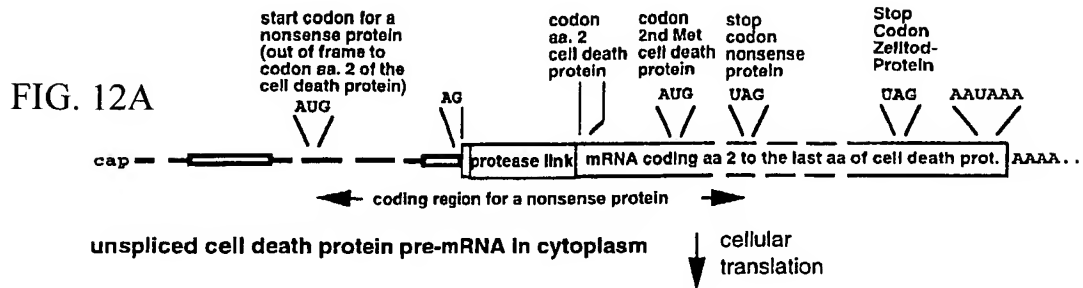 start codon for a
nonsense protein
(out of frame to
codon aa. 2 of the
cell death protein)
AUG
AG
codon
aa. 2
cell death
protein
codon
2nd Met
cell death
protein
AUG
stop
codon
nonsense
protein
UAG
Stop
Codon
Zelltod-
Protein
UAG
AAUAAA
FIG. 12A
cap
protease link
mRNA coding aa 2 to the last aa of cell death prot.
AAAA..
coding region for a nonsense protein
unspliced cell death protein pre-mRNA in cytoplasm
cellular
translation